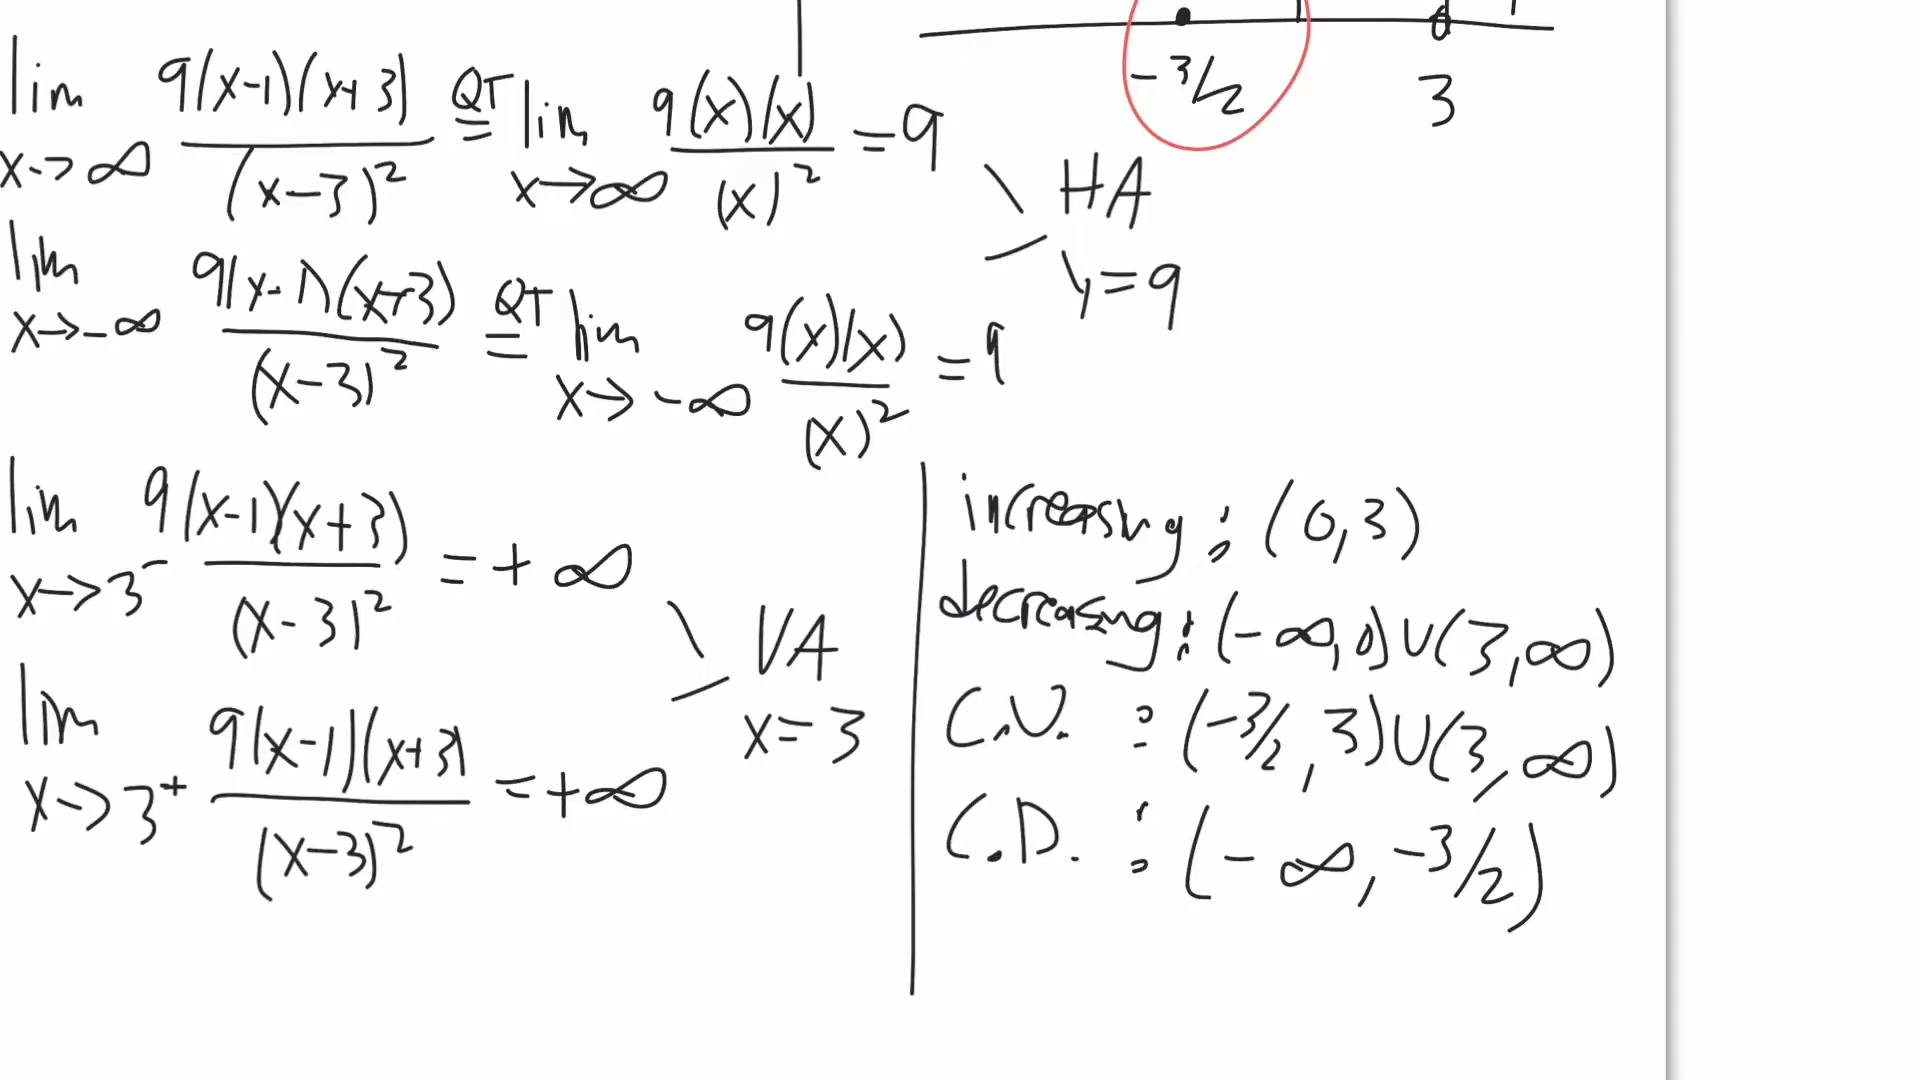 -3/2 3
lim x->∞ 9(x-1)(x+3) / (x-3)² QT= lim x->∞ 9(x)(x) / (x)² = 9
HA
y=9
lim x->-∞ 9(x-1)(x+3) / (x-3)² QT= lim x->-∞ 9(x)(x) / (x)² = 9
lim x->3⁻ 9(x-1)(x+3) / (x-3)² = +∞
lim x->3⁺ 9(x-1)(x+3) / (x-3)² = +∞
VA
x=3
increasing: (0,3)
decreasing: (-∞,0)U(3,∞)
C.U. : (-3/2,3)U(3,∞)
C.D. : (-∞,-3/2)